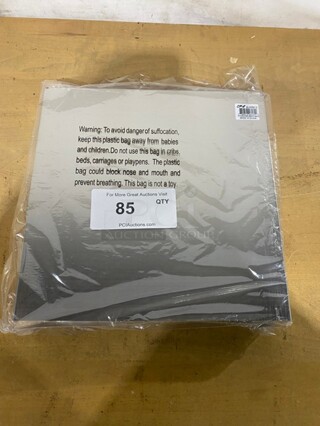 Warning: To avoid danger of suffocation,
keep this plastic bag away from babies
and children.Do not use this bag in cribs,
beds, carriages or playpens. The plastic
bag could block nose and mouth and
prevent breathing. This bag is not a toy.
For More Great Auctions Visit
85
QTY
PCIAuctions.com